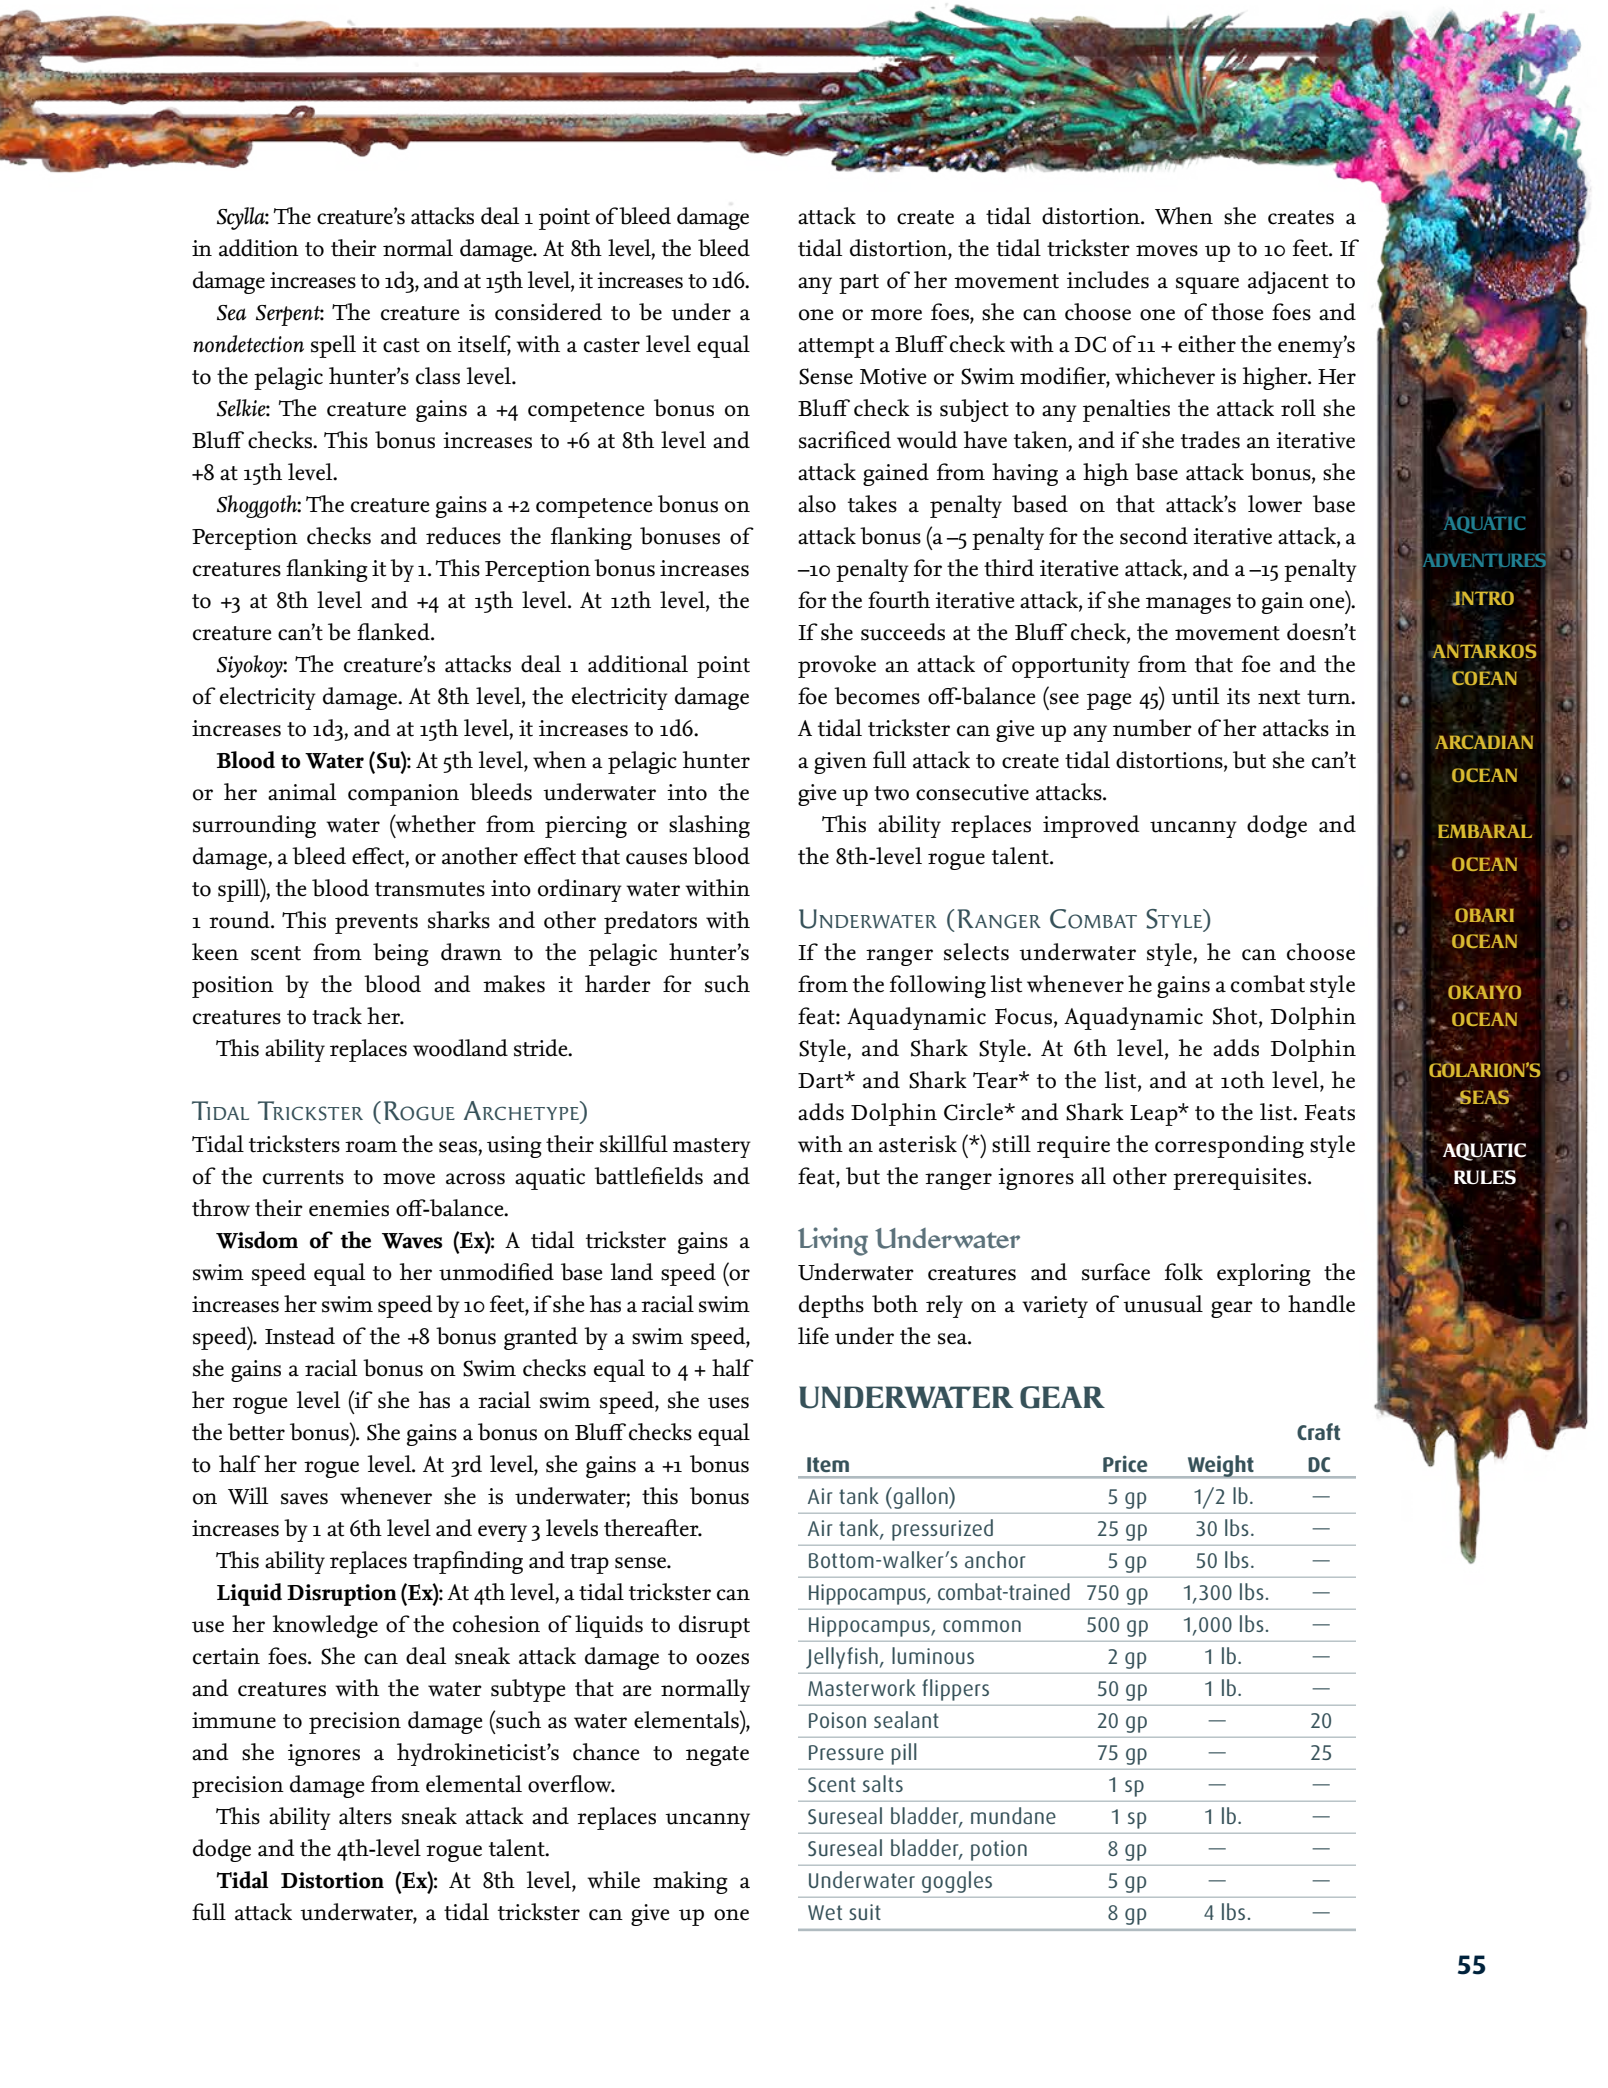 Scylla: The creature's attacks deal 1 point of bleed damage
in addition to their normal damage. At 8th level, the bleed
damage increases to 1d3, and at 15th level, it increases to 1d6.
Sea Serpent: The creature is considered to be under a
nondetection spell it cast on itself, with a caster level equal
to the pelagic hunter's class level.
Selkie: The creature gains a +4 competence bonus on
Bluff checks. This bonus increases to +6 at 8th level and
+8 at 15th level.
Shoggoth: The creature gains a +2 competence bonus on
Perception checks and reduces the flanking bonuses of
creatures flanking it by 1. This Perception bonus increases
to +3 at 8th level and +4 at 15th level. At 12th level, the
creature can't be flanked.
Siyokoy: The creature's attacks deal 1 additional point
of electricity damage. At 8th level, the electricity damage
increases to 1d3, and at 15th level, it increases to 1d6.
Blood to Water (Su): At 5th level, when a pelagic hunter
or her animal companion bleeds underwater into the
surrounding water (whether from piercing or slashing
damage, a bleed effect, or another effect that causes blood
to spill), the blood transmutes into ordinary water within
1 round. This prevents sharks and other predators with
keen scent from being drawn to the pelagic hunter's
position by the blood and makes it harder for such
creatures to track her.
This ability replaces woodland stride.
Tidal Trickster (Rogue Archetype)
Tidal tricksters roam the seas, using their skillful mastery
of the currents to move across aquatic battlefields and
throw their enemies off-balance.
Wisdom of the Waves (Ex): A tidal trickster gains a
swim speed equal to her unmodified base land speed (or
increases her swim speed by 10 feet, if she has a racial swim
speed). Instead of the +8 bonus granted by a swim speed,
she gains a racial bonus on Swim checks equal to 4 + half
her rogue level (if she has a racial swim speed, she uses
the better bonus). She gains a bonus on Bluff checks equal
to half her rogue level. At 3rd level, she gains a +1 bonus
on Will saves whenever she is underwater; this bonus
increases by 1 at 6th level and every 3 levels thereafter.
This ability replaces trapfinding and trap sense.
Liquid Disruption (Ex): At 4th level, a tidal trickster can
use her knowledge of the cohesion of liquids to disrupt
certain foes. She can deal sneak attack damage to oozes
and creatures with the water subtype that are normally
immune to precision damage (such as water elementals),
and she ignores a hydrokineticist's chance to negate
precision damage from elemental overflow.
This ability alters sneak attack and replaces uncanny
dodge and the 4th-level rogue talent.
Tidal Distortion (Ex): At 8th level, while making a
full attack underwater, a tidal trickster can give up one
attack to create a tidal distortion. When she creates a
tidal distortion, the tidal trickster moves up to 10 feet. If
any part of her movement includes a square adjacent to
one or more foes, she can choose one of those foes and
attempt a Bluff check with a DC of 11 + either the enemy's
Sense Motive or Swim modifier, whichever is higher. Her
Bluff check is subject to any penalties the attack roll she
sacrificed would have taken, and if she trades an iterative
attack gained from having a high base attack bonus, she
also takes a penalty based on that attack's lower base
attack bonus (a –5 penalty for the second iterative attack, a
–10 penalty for the third iterative attack, and a –15 penalty
for the fourth iterative attack, if she manages to gain one).
If she succeeds at the Bluff check, the movement doesn't
provoke an attack of opportunity from that foe and the
foe becomes off-balance (see page 45) until its next turn.
A tidal trickster can give up any number of her attacks in
a given full attack to create tidal distortions, but she can't
give up two consecutive attacks.
This ability replaces improved uncanny dodge and
the 8th-level rogue talent.
Underwater (Ranger Combat Style)
If the ranger selects underwater style, he can choose
from the following list whenever he gains a combat style
feat: Aquadynamic Focus, Aquadynamic Shot, Dolphin
Style, and Shark Style. At 6th level, he adds Dolphin
Dart* and Shark Tear* to the list, and at 10th level, he
adds Dolphin Circle* and Shark Leap* to the list. Feats
with an asterisk (*) still require the corresponding style
feat, but the ranger ignores all other prerequisites.
Living Underwater
Underwater creatures and surface folk exploring the
depths both rely on a variety of unusual gear to handle
life under the sea.
UNDERWATER GEAR
Craft
Item Price Weight DC
Air tank (gallon) 5 gp 1/2 lb. —
Air tank, pressurized 25 gp 30 lbs. —
Bottom-walker's anchor 5 gp 50 lbs. —
Hippocampus, combat-trained 750 gp 1,300 lbs. —
Hippocampus, common 500 gp 1,000 lbs. —
Jellyfish, luminous 2 gp 1 lb. —
Masterwork flippers 50 gp 1 lb. —
Poison sealant 20 gp — 20
Pressure pill 75 gp — 25
Scent salts 1 sp — —
Sureseal bladder, mundane 1 sp 1 lb. —
Sureseal bladder, potion 8 gp — —
Underwater goggles 5 gp — —
Wet suit 8 gp 4 lbs. —
AQUATIC
ADVENTURES
INTRO
ANTARKOS
COEAN
ARCADIAN
OCEAN
EMBARAL
OCEAN
OBARI
OCEAN
OKAIYO
OCEAN
GOLARION'S
SEAS
AQUATIC
RULES
55